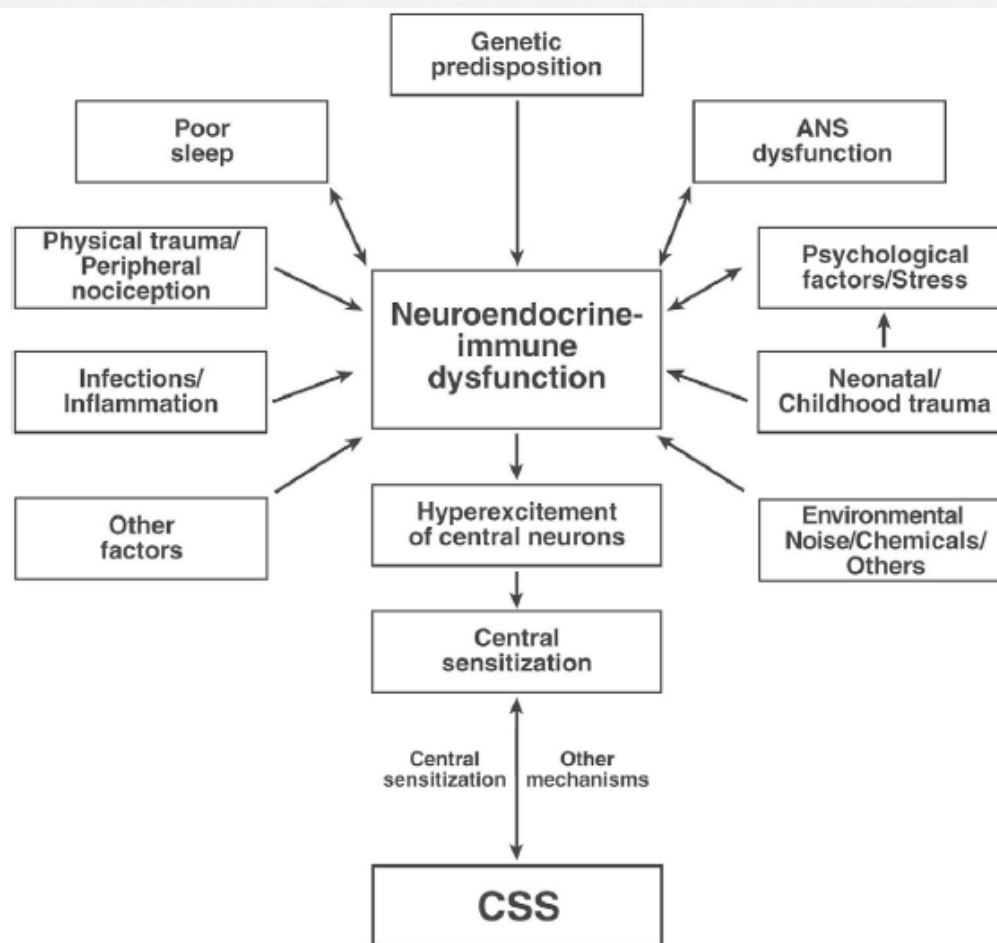 Genetic
predisposition
Poor
sleep
ANS
dysfunction
Physical trauma/
Peripheral
nociception
Psychological
factors/Stress
Neuroendocrine-
immune
dysfunction
Infections/
Inflammation
Neonatal/
Childhood trauma
Other
factors
Hyperexcitement
of central neurons
Environmental
Noise/Chemicals/
Others
Central
sensitization
Central
sensitization
Other
mechanisms
CSS